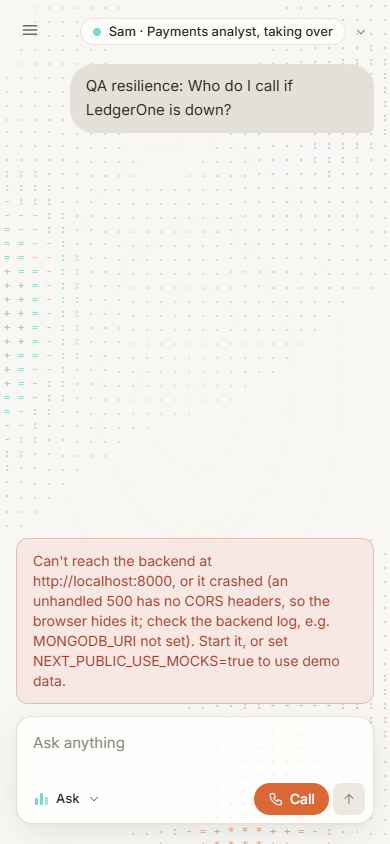 Sam · Payments analyst, taking over
QA resilience: Who do I call if
LedgerOne is down?
Can't reach the backend at
http://localhost:8000, or it crashed (an
unhandled 500 has no CORS headers, so the
browser hides it; check the backend log, e.g.
MONGODB_URI not set). Start it, or set
NEXT_PUBLIC_USE_MOCKS=true to use demo
data.
Ask anything
Ask
Call